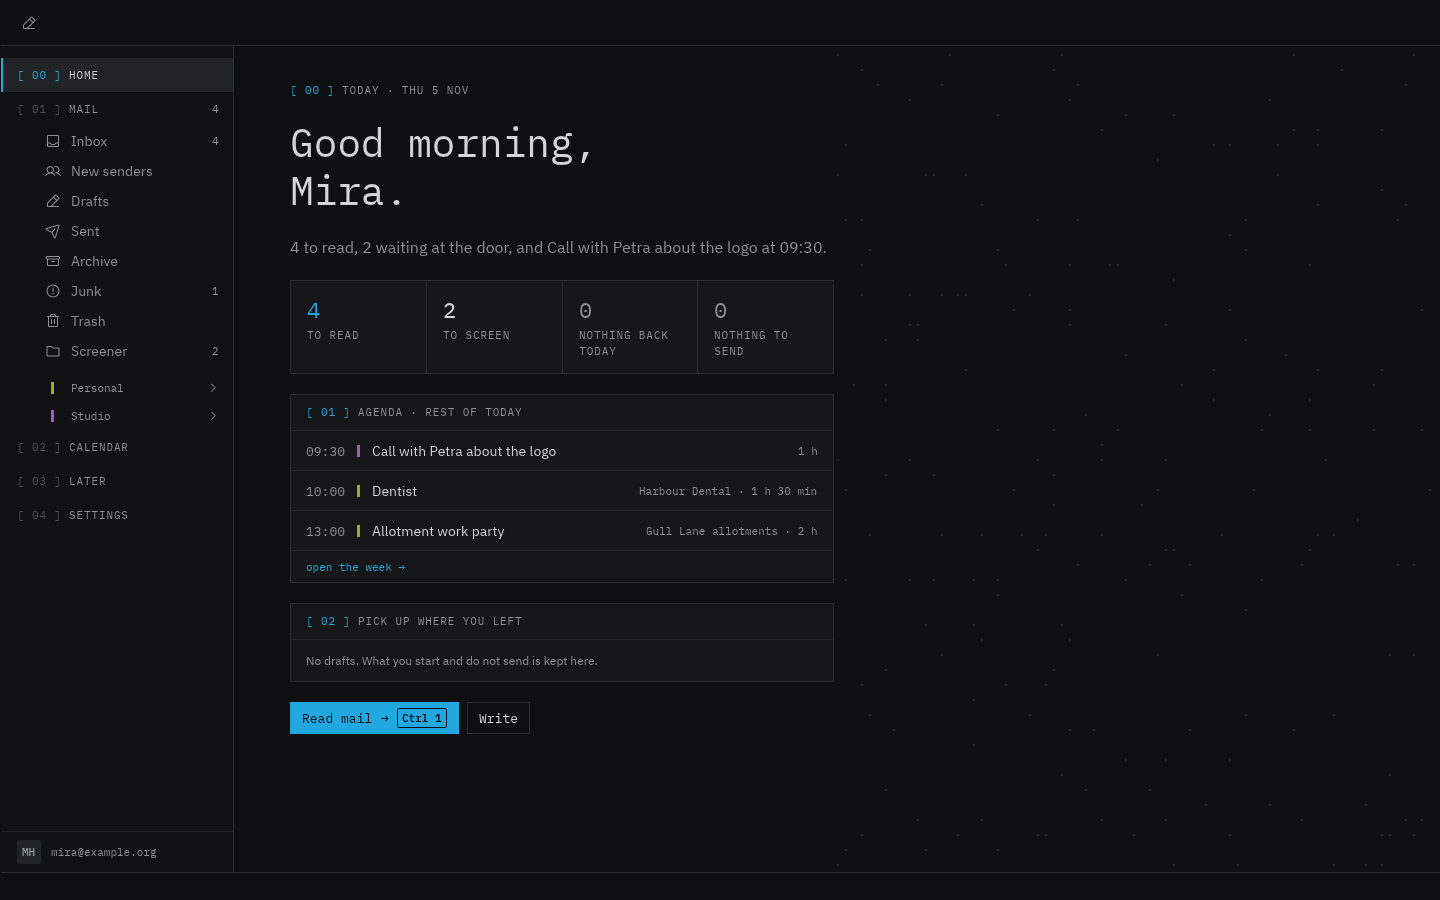 [ 00 ] HOME
[ 01 ] MAIL 4
Inbox 4
New senders
Drafts
Sent
Archive
Junk 1
Trash
Screener 2
Personal
Studio
[ 02 ] CALENDAR
[ 03 ] LATER
[ 04 ] SETTINGS
MH mira@example.org
[ 00 ] TODAY · THU 5 NOV
Good morning,
Mira.
4 to read, 2 waiting at the door, and Call with Petra about the logo at 09:30.
4 2 0 0
TO READ TO SCREEN NOTHING BACK NOTHING TO
TODAY SEND
[ 01 ] AGENDA · REST OF TODAY
09:30 Call with Petra about the logo 1 h
10:00 Dentist Harbour Dental · 1 h 30 min
13:00 Allotment work party Gull Lane allotments · 2 h
open the week →
[ 02 ] PICK UP WHERE YOU LEFT
No drafts. What you start and do not send is kept here.
Read mail → Ctrl 1 Write